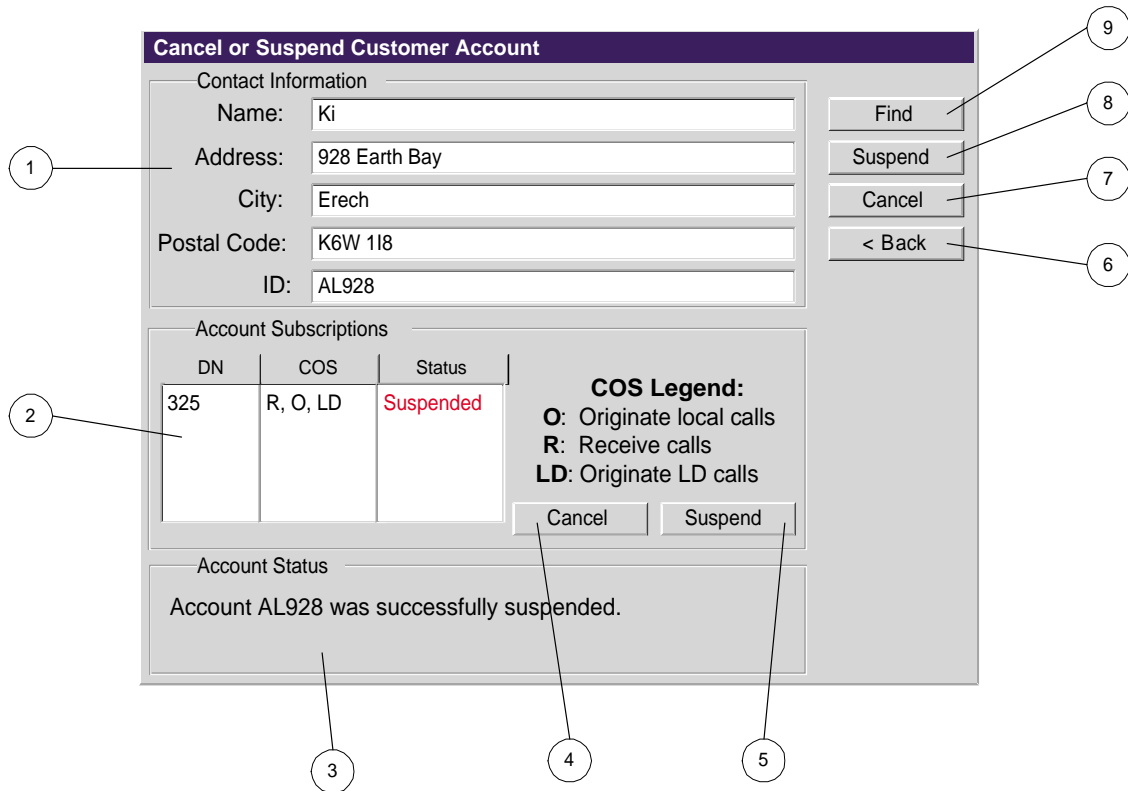 Cancel or Suspend Customer Account
Contact Information
Name: Ki
Address: 928 Earth Bay
City: Erech
Postal Code: K6W 1I8
ID: AL928
Find
Suspend
Cancel
< Back
Account Subscriptions
DN COS Status
325 R, O, LD Suspended
COS Legend:
O: Originate local calls
R: Receive calls
LD: Originate LD calls
Cancel Suspend
Account Status
Account AL928 was successfully suspended.
1
2
3
4
5
6
7
8
9